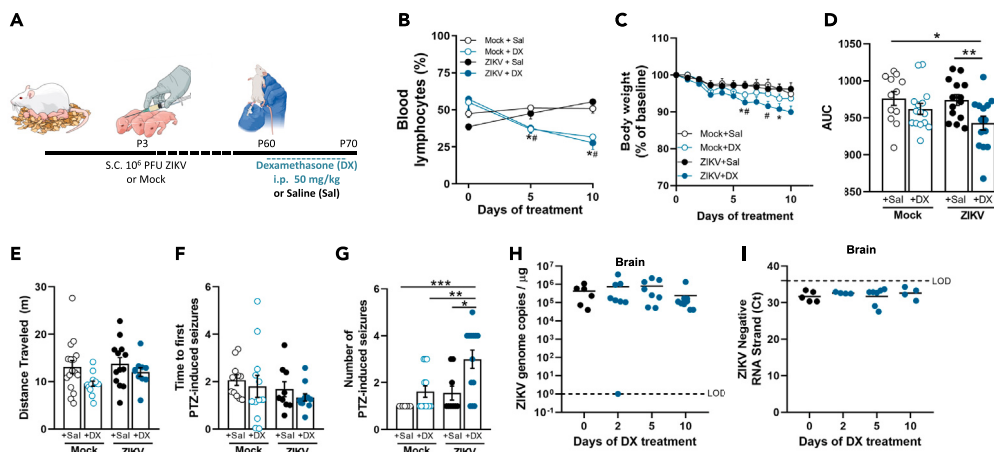 A
P3
P60
P70
S.C. 10⁶ PFU ZIKV
or Mock
Dexamethasone (DX)
i.p. 50 mg/kg
or Saline (Sal)
B
Blood
lymphocytes (%)
100
75
50
25
0
Mock + Sal
Mock + DX
ZIKV + Sal
ZIKV + DX
*#
*#
0
5
10
Days of treatment
C
Body weight
(% of baseline)
110
100
90
80
70
*#
#
*
Mock+Sal
Mock+DX
ZIKV+Sal
ZIKV+DX
0 2 4 6 8 10
Days of treatment
D
AUC
950
900
*
**
+Sal +DX +Sal +DX
Mock ZIKV
E
Distance Travelled (m)
30
20
10
0
+Sal +DX +Sal +DX
Mock ZIKV
F
Time to first
PTZ-induced seizures
6
4
2
0
+Sal +DX +Sal +DX
Mock ZIKV
G
Number of
PTZ-induced seizures
6
4
2
0
***
**
*
+Sal +DX +Sal +DX
Mock ZIKV
H
Brain
ZIKV genome copies / µg
10⁷
10⁶
10⁵
10⁴
10³
10²
10¹
10⁰
10⁻¹
LOD
0 2 5 10
Days of DX treatment
I
Brain
ZIKV Negative
RNA Strand (Ct)
40
30
20
10
0
LOD
0 2 5 10
Days of DX treatment